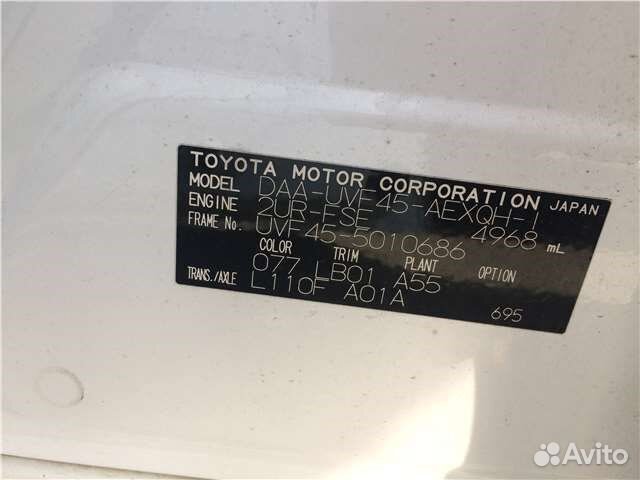 TOYOTA MOTOR CORPORATION JAPAN
MODEL DAA-UVF45-AEXQH-I
ENGINE 2UR-FSE 4968 mL
FRAME No. UVF45-5010686
COLOR TRIM PLANT OPTION
077 LB01 A55
TRANS./AXLE L110F A01A
695
Avito